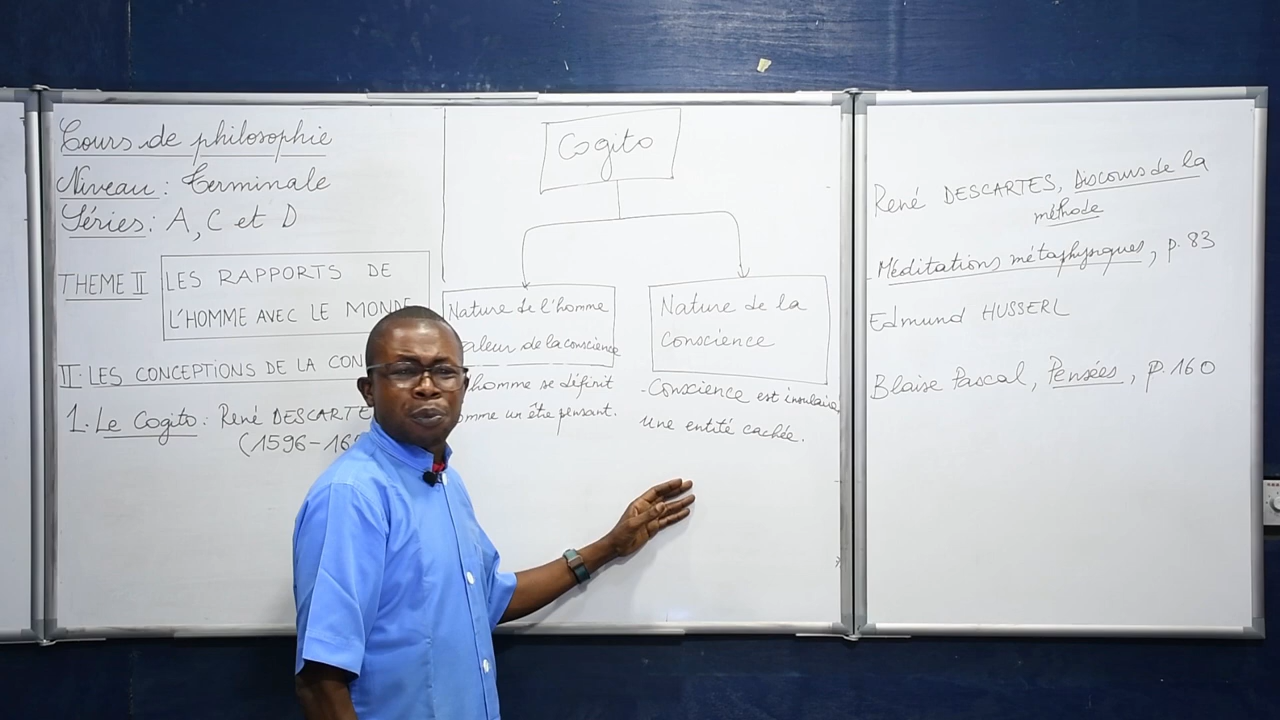 Cours de philosophie
Niveau : Terminale
Séries : A, C et D
THEME II
LES RAPPORTS DE
L'HOMME AVEC LE MONDE
II- LES CONCEPTIONS DE LA CON
1. Le Cogito : René DESCARTE
(1596-16
Cogito
Nature de l'homme
aleur de la conscience
homme se définit
omme un être pensant.
Nature de la
Conscience
- Conscience est insulaire,
une entité cachée.
René DESCARTES, Discours de la
méthode
Méditations métaphysiques, p. 83
Edmund HUSSERL
Blaise Pascal, Pensées, p. 160